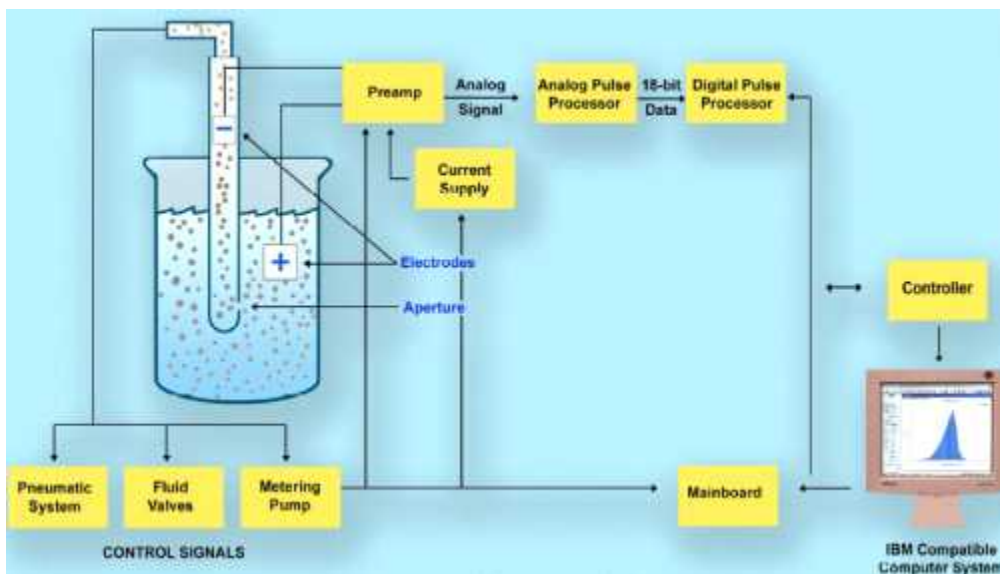 Preamp
Analog
Signal
Analog Pulse
Processor
18-bit
Data
Digital Pulse
Processor
Current
Supply
−
+
Electrodes
Aperture
Controller
Pneumatic
System
Fluid
Valves
Metering
Pump
Mainboard
CONTROL SIGNALS
IBM Compatible
Computer System